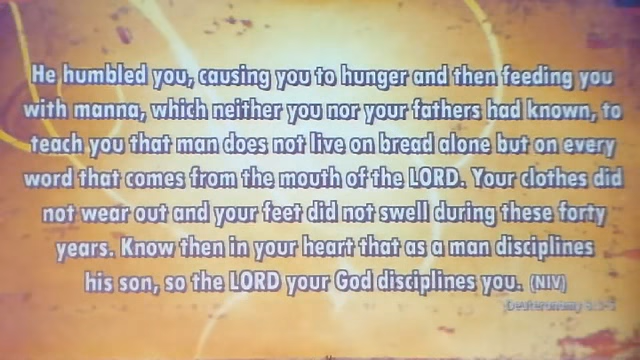 He humbled you, causing you to hunger and then feeding you
with manna, which neither you nor your fathers had known, to
teach you that man does not live on bread alone but on every
word that comes from the mouth of the LORD. Your clothes did
not wear out and your feet did not swell during these forty
years. Know then in your heart that as a man disciplines
his son, so the LORD your God disciplines you. (NIV)
Deuteronomy